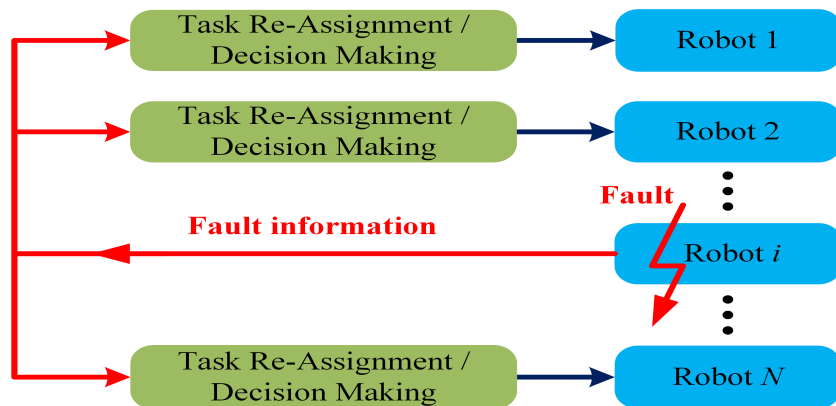 Task Re-Assignment /
Decision Making
Robot 1
Task Re-Assignment /
Decision Making
Robot 2
Fault
Fault information
Robot i
Task Re-Assignment /
Decision Making
Robot N